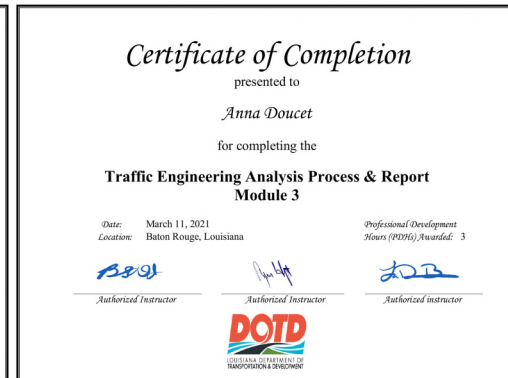 Certificate of Completion
presented to
Anna Doucet
for completing the
Traffic Engineering Analysis Process & Report
Module 3
Date: March 11, 2021
Location: Baton Rouge, Louisiana
Professional Development
Hours (PDHs) Awarded: 3
Authorized Instructor
Authorized Instructor
Authorized instructor
DOTD
LOUISIANA DEPARTMENT OF
TRANSPORTATION & DEVELOPMENT